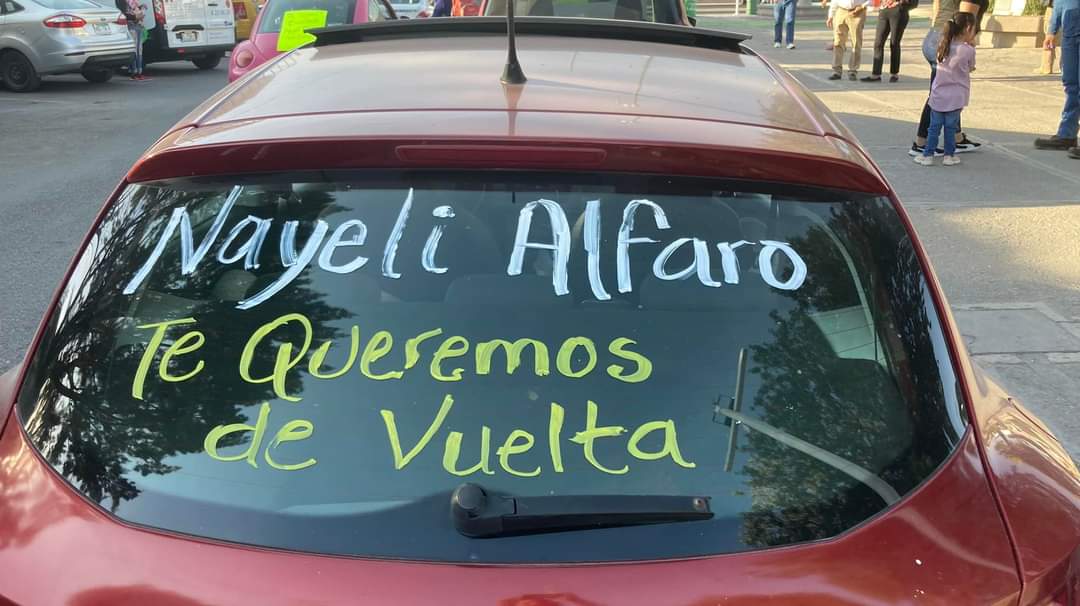 Nayeli Alfaro
Te Queremos
de Vuelta